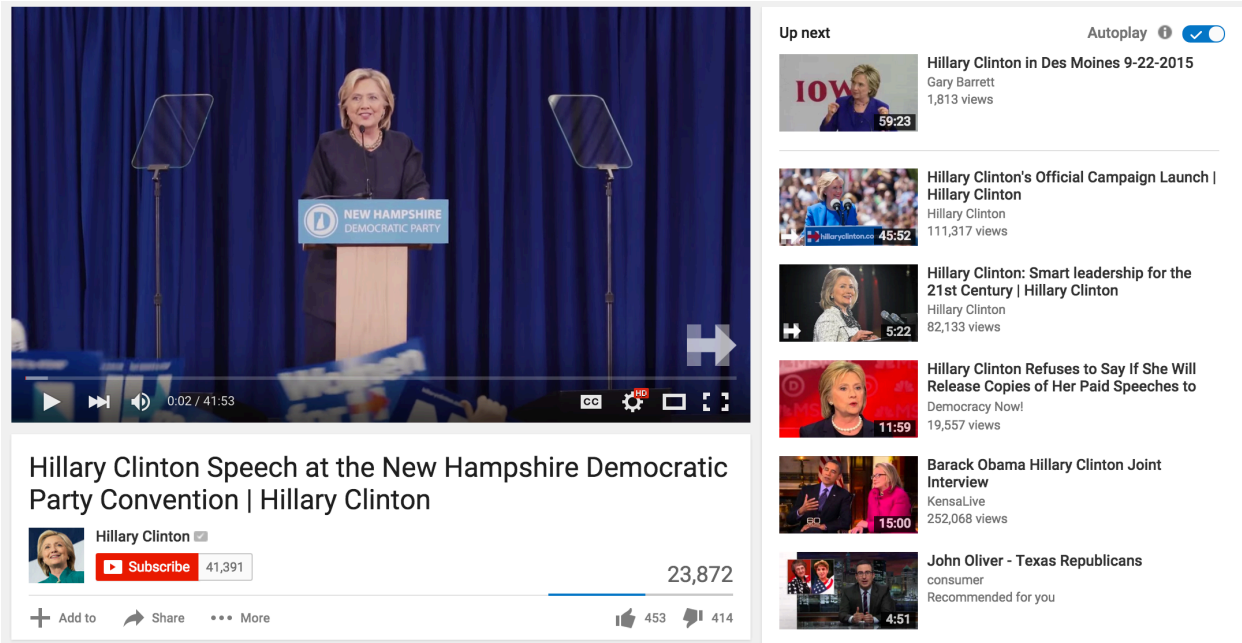 NEW HAMPSHIRE
DEMOCRATIC PARTY
0:02 / 41:53
CC
HD
Hillary Clinton Speech at the New Hampshire Democratic
Party Convention | Hillary Clinton
Hillary Clinton
Subscribe 41,391
23,872
Add to Share More 453 414
Up next Autoplay
IOW
59:23
Hillary Clinton in Des Moines 9-22-2015
Gary Barrett
1,813 views
hillaryclinton.co
45:52
Hillary Clinton's Official Campaign Launch |
Hillary Clinton
Hillary Clinton
111,317 views
5:22
Hillary Clinton: Smart leadership for the
21st Century | Hillary Clinton
Hillary Clinton
82,133 views
11:59
Hillary Clinton Refuses to Say If She Will
Release Copies of Her Paid Speeches to
Democracy Now!
19,557 views
60
15:00
Barack Obama Hillary Clinton Joint
Interview
KensaLive
252,068 views
4:51
John Oliver - Texas Republicans
consumer
Recommended for you